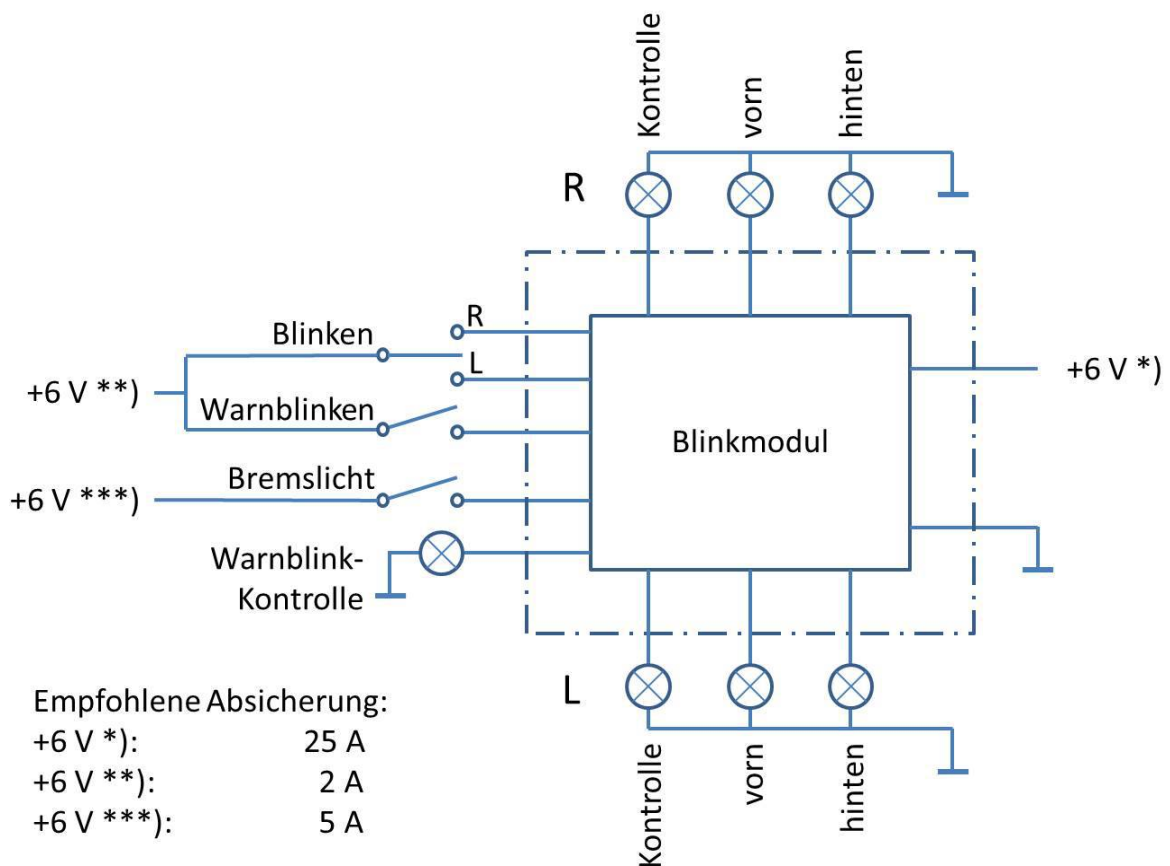 Kontrolle
vorn
hinten
R
Blinken
R
L
+6 V **)
Warnblinken
+6 V *)
Blinkmodul
Bremslicht
+6 V ***)
Warnblink-
Kontrolle
L
Empfohlene Absicherung:
+6 V *): 25 A
+6 V **): 2 A
+6 V ***): 5 A
Kontrolle
vorn
hinten